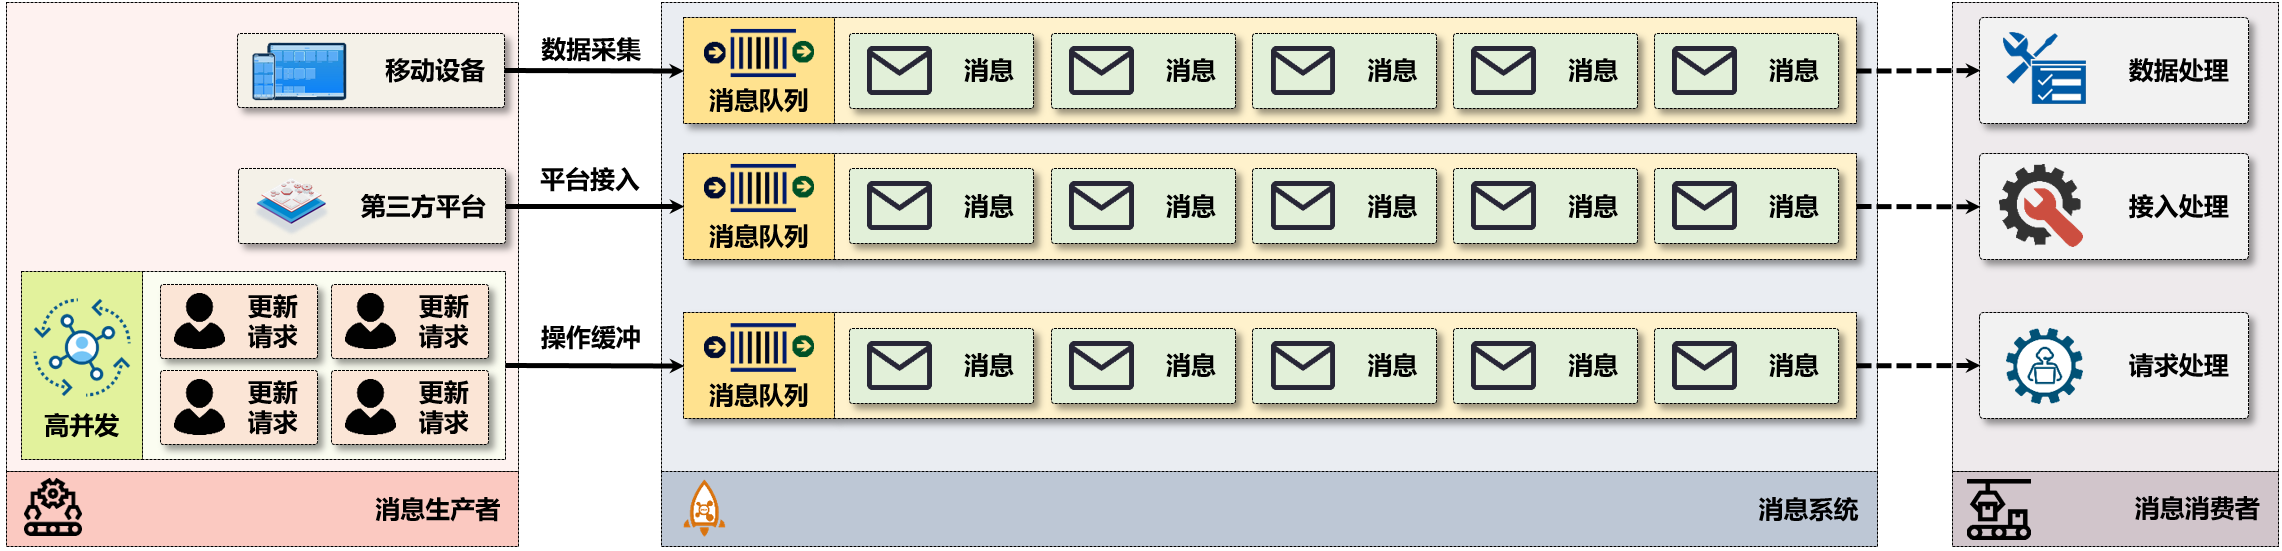 移动设备
数据采集
消息队列
消息
消息
消息
消息
消息
数据处理
第三方平台
平台接入
消息队列
消息
消息
消息
消息
消息
接入处理
高并发
更新
请求
更新
请求
更新
请求
更新
请求
操作缓冲
消息队列
消息
消息
消息
消息
消息
请求处理
消息生产者
消息系统
消息消费者